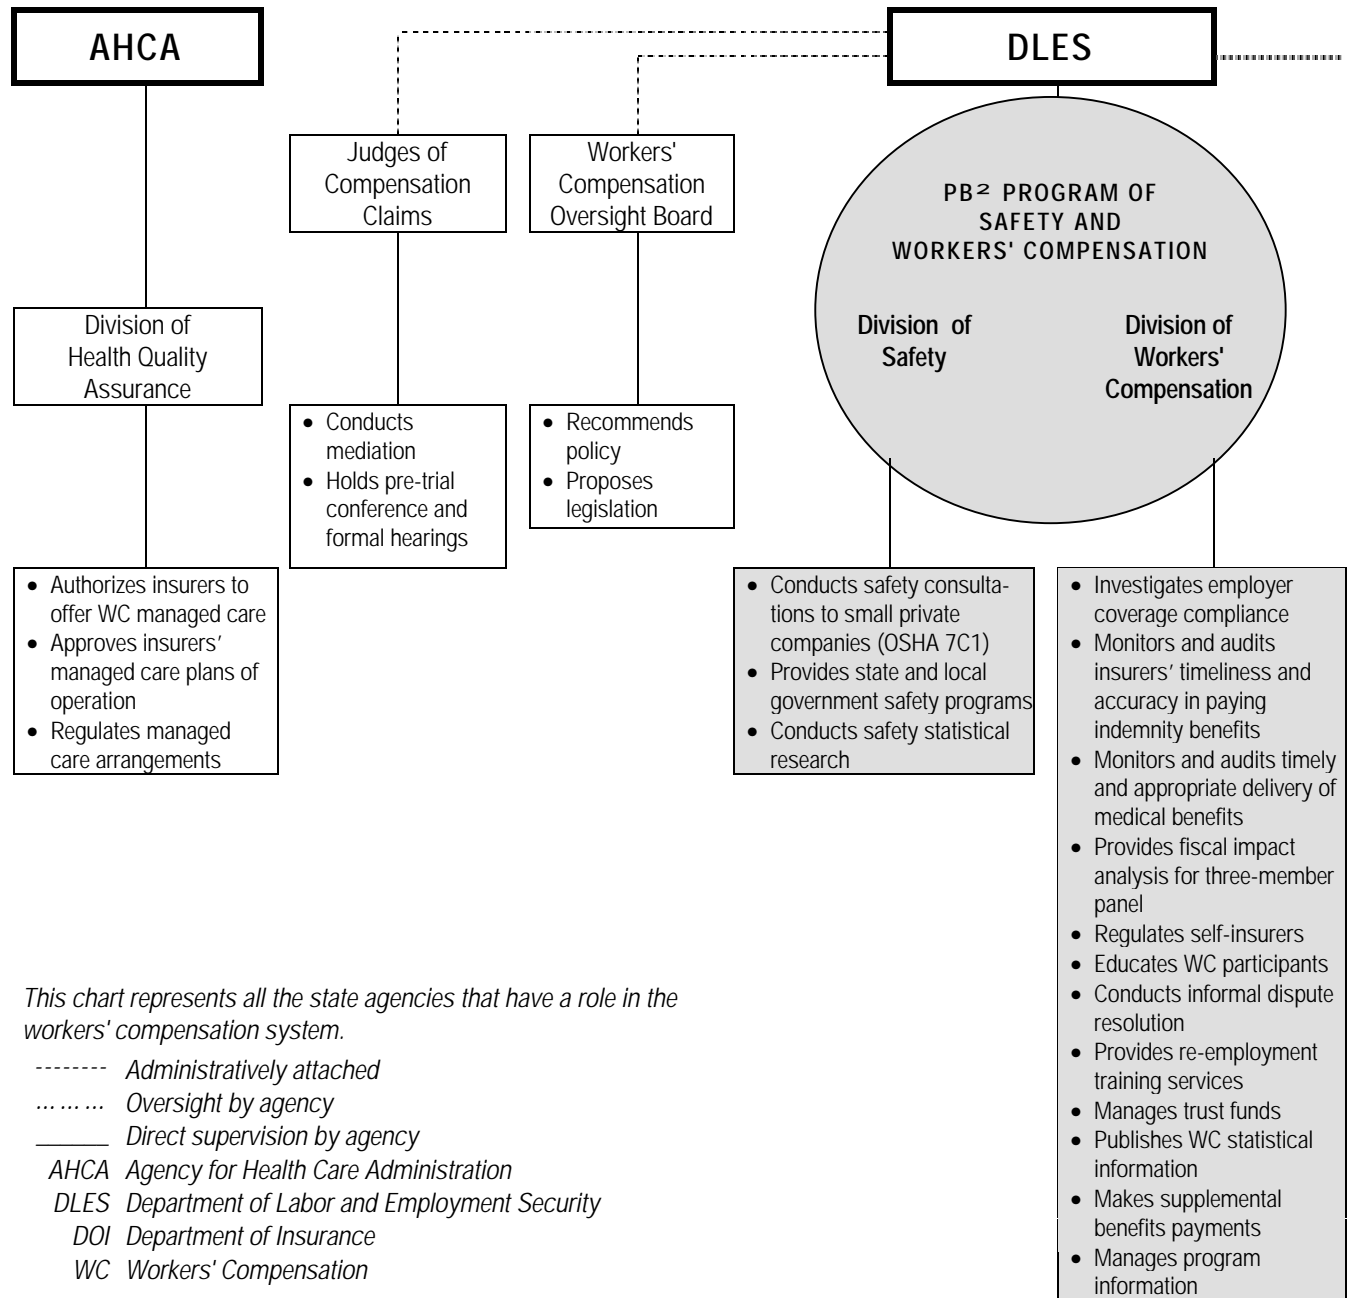 AHCA
DLES
Judges of
Compensation
Claims
Workers'
Compensation
Oversight Board
PB² PROGRAM OF
SAFETY AND
WORKERS' COMPENSATION
Division of
Safety
Division of
Workers'
Compensation
Division of
Health Quality
Assurance
• Conducts
mediation
• Holds pre-trial
conference and
formal hearings
• Recommends
policy
• Proposes
legislation
• Authorizes insurers to
offer WC managed care
• Approves insurers’
managed care plans of
operation
• Regulates managed
care arrangements
• Conducts safety consulta-
tions to small private
companies (OSHA 7C1)
• Provides state and local
government safety programs
• Conducts safety statistical
research
• Investigates employer
coverage compliance
• Monitors and audits
insurers’ timeliness and
accuracy in paying
indemnity benefits
• Monitors and audits timely
and appropriate delivery of
medical benefits
• Provides fiscal impact
analysis for three-member
panel
• Regulates self-insurers
• Educates WC participants
• Conducts informal dispute
resolution
• Provides re-employment
training services
• Manages trust funds
• Publishes WC statistical
information
• Makes supplemental
benefits payments
• Manages program
information
This chart represents all the state agencies that have a role in the
workers' compensation system.
-------- Administratively attached
... ... ... Oversight by agency
_______ Direct supervision by agency
AHCA Agency for Health Care Administration
DLES Department of Labor and Employment Security
DOI Department of Insurance
WC Workers' Compensation